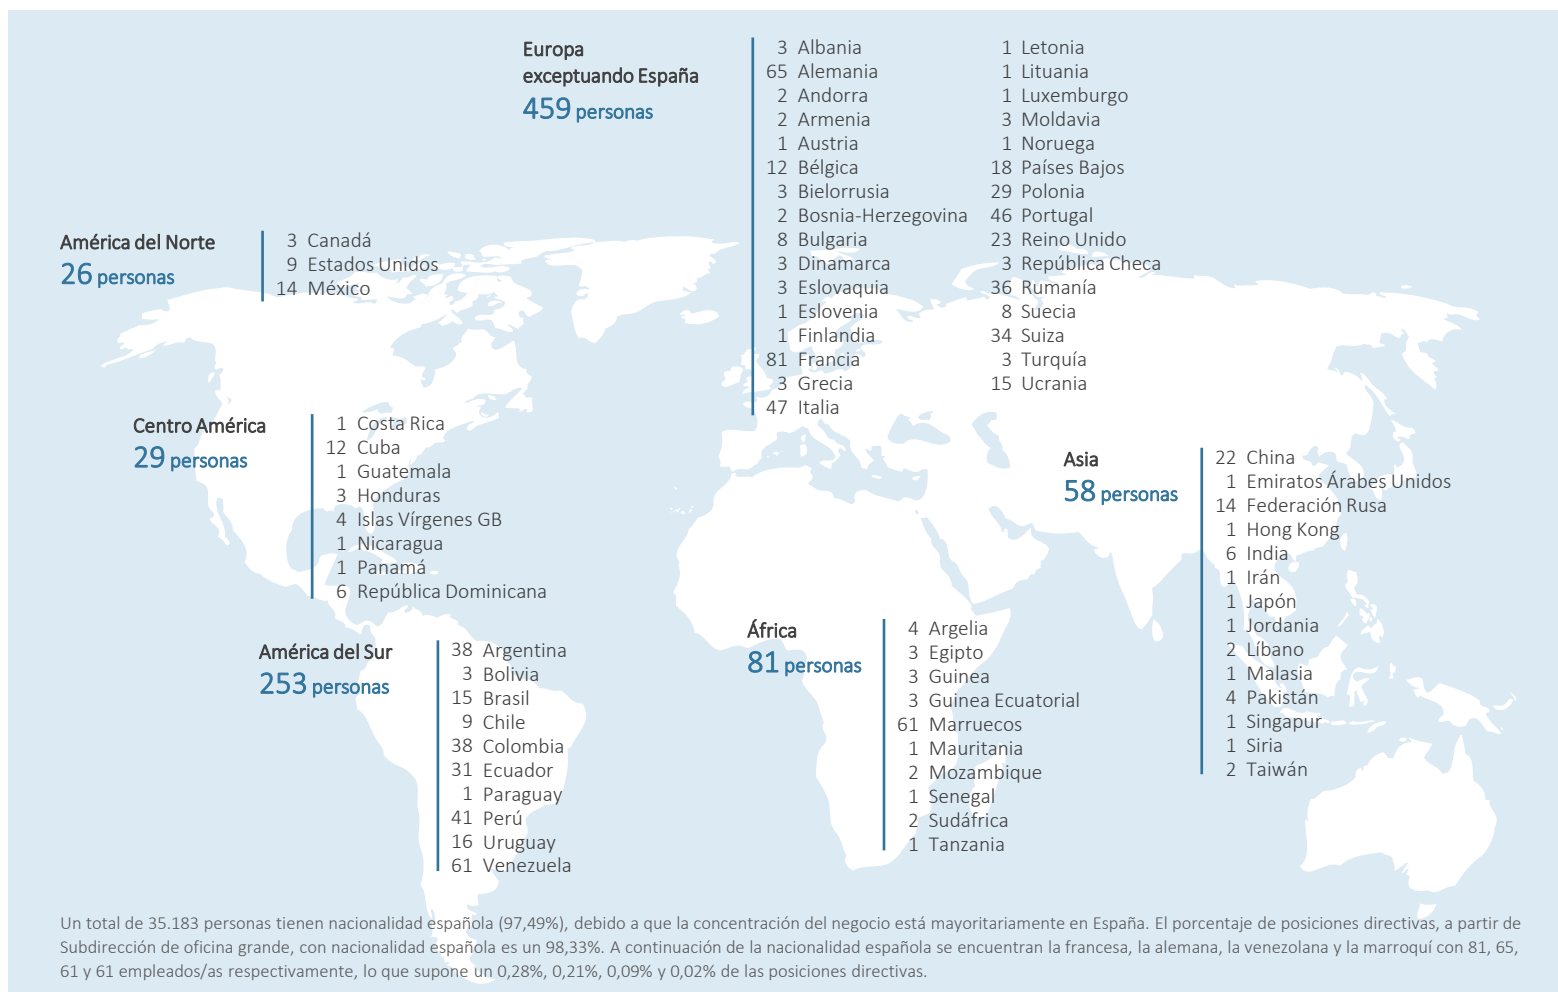 Europa
exceptuando España
459 personas
3 Albania
65 Alemania
2 Andorra
2 Armenia
1 Austria
12 Bélgica
3 Bielorrusia
2 Bosnia-Herzegovina
8 Bulgaria
3 Dinamarca
3 Eslovaquia
1 Eslovenia
1 Finlandia
81 Francia
3 Grecia
47 Italia
1 Letonia
1 Lituania
1 Luxemburgo
3 Moldavia
1 Noruega
18 Países Bajos
29 Polonia
46 Portugal
23 Reino Unido
3 República Checa
36 Rumanía
8 Suecia
34 Suiza
3 Turquía
15 Ucrania
América del Norte
26 personas
3 Canadá
9 Estados Unidos
14 México
Centro América
29 personas
1 Costa Rica
12 Cuba
1 Guatemala
3 Honduras
4 Islas Vírgenes GB
1 Nicaragua
1 Panamá
6 República Dominicana
Asia
58 personas
22 China
1 Emiratos Árabes Unidos
14 Federación Rusa
1 Hong Kong
6 India
1 Irán
1 Japón
1 Jordania
2 Líbano
1 Malasia
4 Pakistán
1 Singapur
1 Siria
2 Taiwán
América del Sur
253 personas
38 Argentina
3 Bolivia
15 Brasil
9 Chile
38 Colombia
31 Ecuador
1 Paraguay
41 Perú
16 Uruguay
61 Venezuela
África
81 personas
4 Argelia
3 Egipto
3 Guinea
3 Guinea Ecuatorial
61 Marruecos
1 Mauritania
2 Mozambique
1 Senegal
2 Sudáfrica
1 Tanzania
Un total de 35.183 personas tienen nacionalidad española (97,49%), debido a que la concentración del negocio está mayoritariamente en España. El porcentaje de posiciones directivas, a partir de
Subdirección de oficina grande, con nacionalidad española es un 98,33%. A continuación de la nacionalidad española se encuentran la francesa, la alemana, la venezolana y la marroquí con 81, 65,
61 y 61 empleados/as respectivamente, lo que supone un 0,28%, 0,21%, 0,09% y 0,02% de las posiciones directivas.